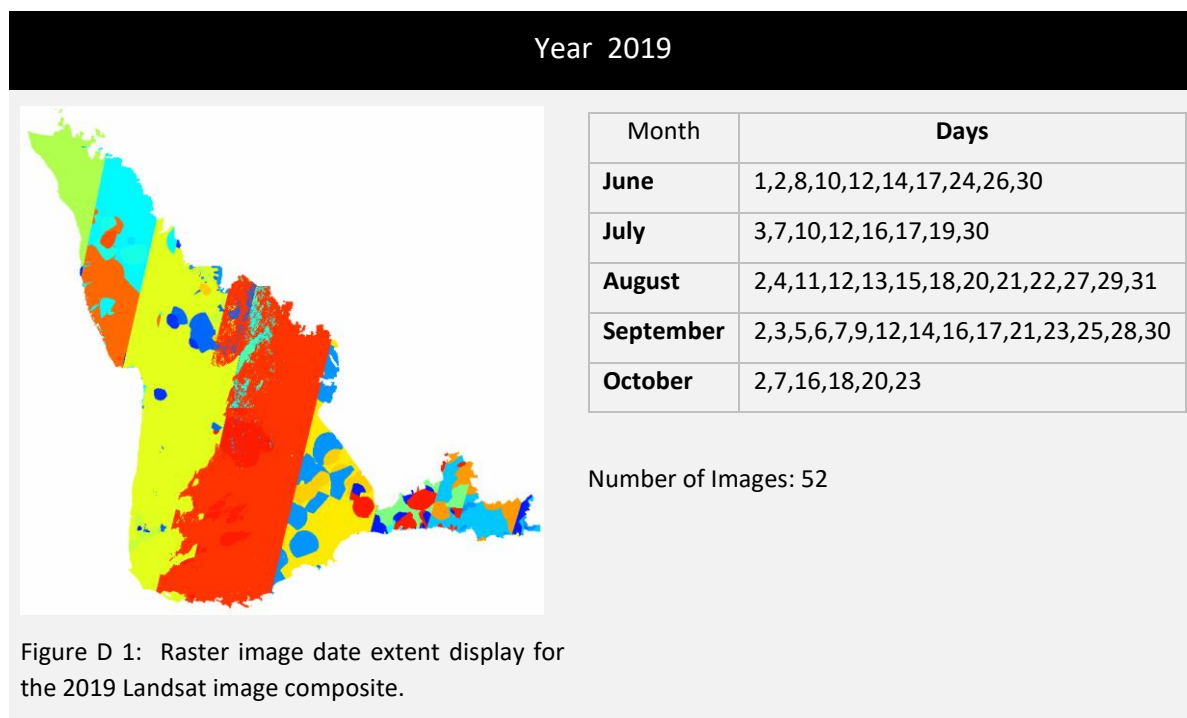 Year 2019
Month Days
June 1,2,8,10,12,14,17,24,26,30
July 3,7,10,12,16,17,19,30
August 2,4,11,12,13,15,18,20,21,22,27,29,31
September 2,3,5,6,7,9,12,14,16,17,21,23,25,28,30
October 2,7,16,18,20,23
Number of Images: 52
Figure D 1: Raster image date extent display for
the 2019 Landsat image composite.